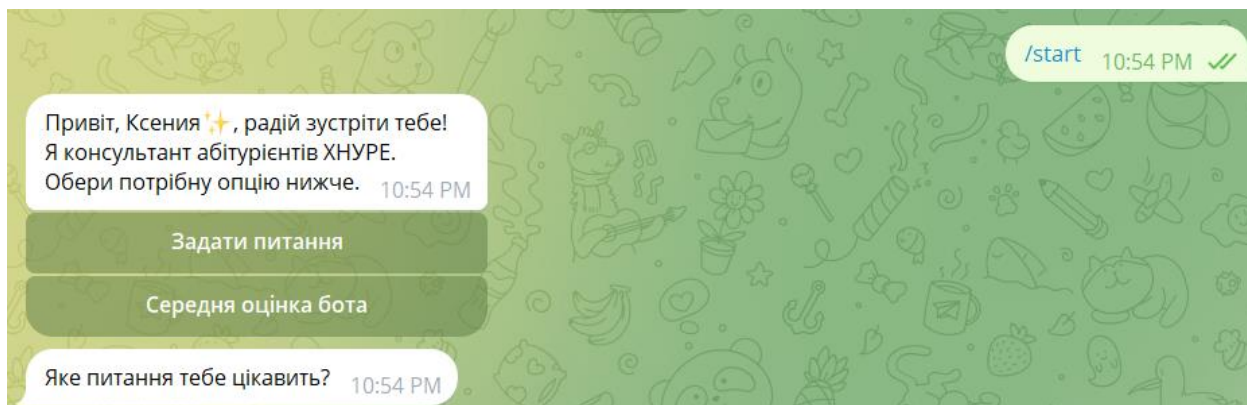 /start 10:54 PM
Привіт, Ксения✨, радій зустріти тебе!
Я консультант абітурієнтів ХНУРЕ.
Обери потрібну опцію нижче. 10:54 PM
Задати питання
Середня оцінка бота
Яке питання тебе цікавить? 10:54 PM